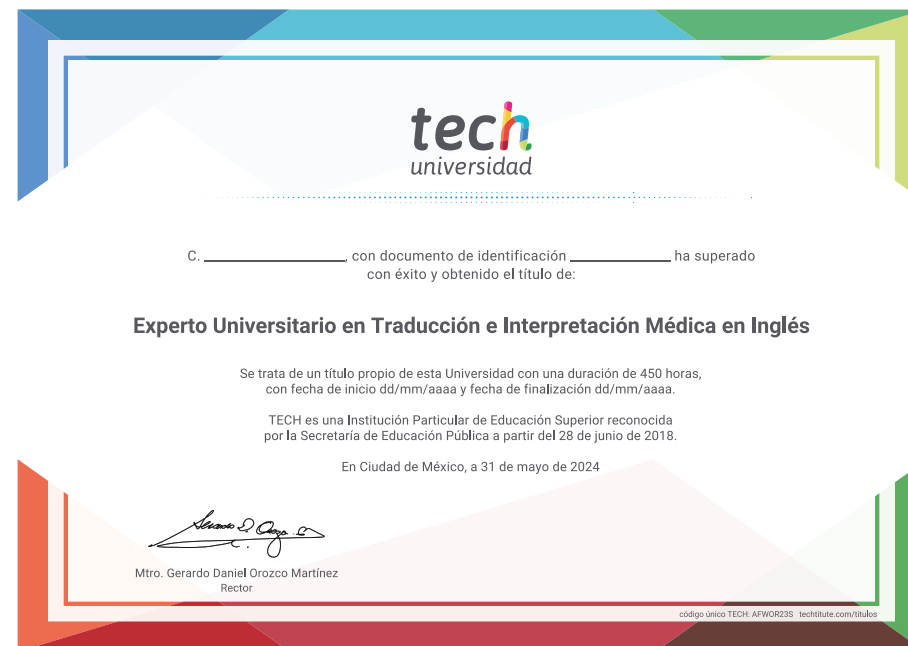 tech
universidad
C. ____________, con documento de identificación ____________ ha superado
con éxito y obtenido el título de:
Experto Universitario en Traducción e Interpretación Médica en Inglés
Se trata de un título propio de esta Universidad con una duración de 450 horas,
con fecha de inicio dd/mm/aaaa y fecha de finalización dd/mm/aaaa.
TECH es una Institución Particular de Educación Superior reconocida
por la Secretaría de Educación Pública a partir del 28 de junio de 2018.
En Ciudad de México, a 31 de mayo de 2024
Mtro. Gerardo Daniel Orozco Martínez
Rector
código único TECH: AFWOR23S techtitute.com/titulos